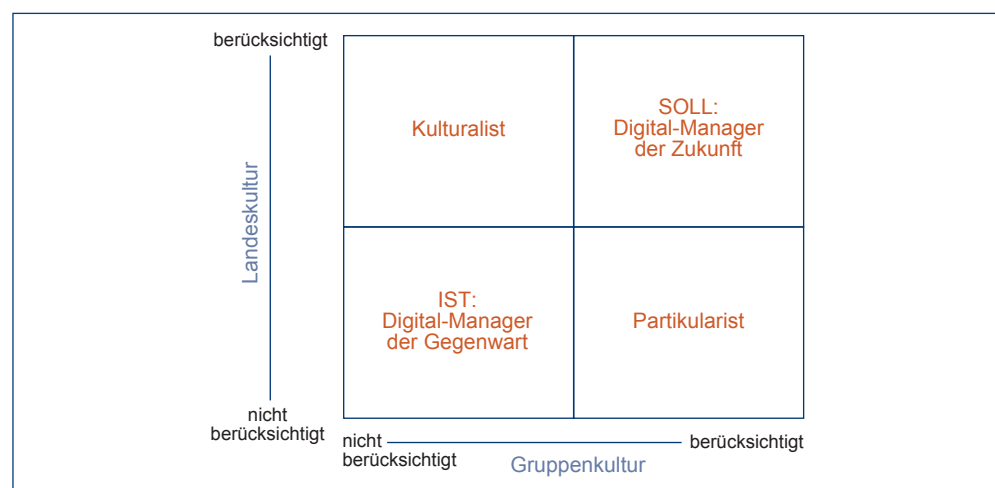 berücksichtigt
Kulturalist
SOLL:
Digital-Manager
der Zukunft
Landeskultur
IST:
Digital-Manager
der Gegenwart
Partikularist
nicht
berücksichtigt
nicht
berücksichtigt
berücksichtigt
Gruppenkultur